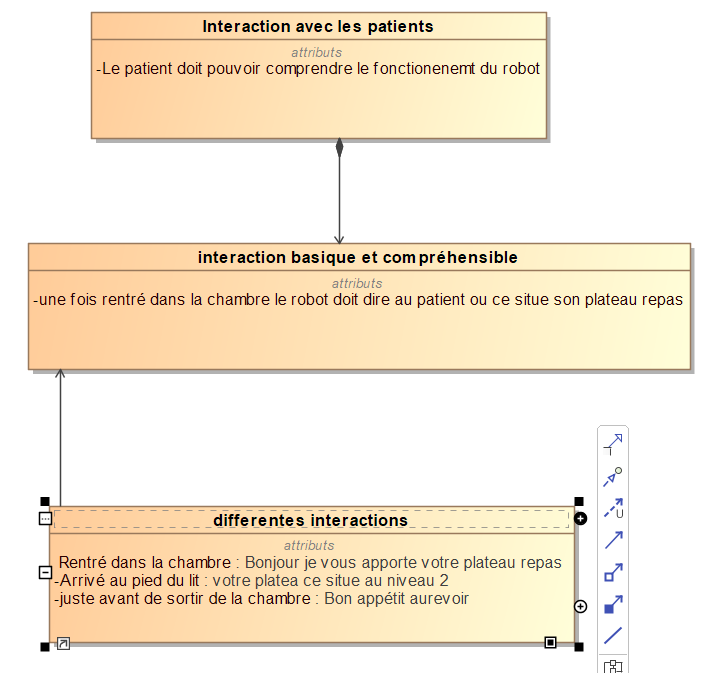 Interaction avec les patients
attributs
-Le patient doit pouvoir comprendre le fonctionenemt du robot
interaction basique et compréhensible
attributs
-une fois rentré dans la chambre le robot doit dire au patient ou ce situe son plateau repas
differentes interactions
attributs
Rentré dans la chambre : Bonjour je vous apporte votre plateau repas
-Arrivé au pied du lit : votre platea ce situe au niveau 2
-juste avant de sortir de la chambre : Bon appétit aurevoir
U